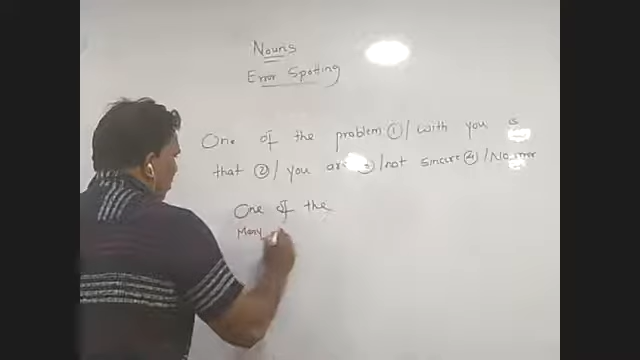 Nouns
Error Spotting
One of the problem ① / with you is
that ② / you are ③ / not sincere ④ / No error
One of the
Many